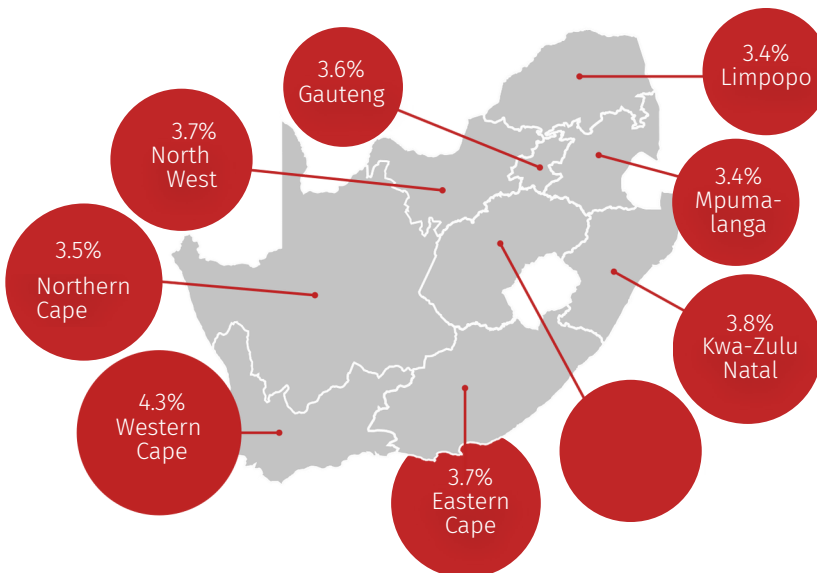 3.4%
Limpopo
3.6%
Gauteng
3.7%
North
West
3.4%
Mpuma-
langa
3.5%
Northern
Cape
3.8%
Kwa-Zulu
Natal
4.3%
Western
Cape
3.7%
Eastern
Cape